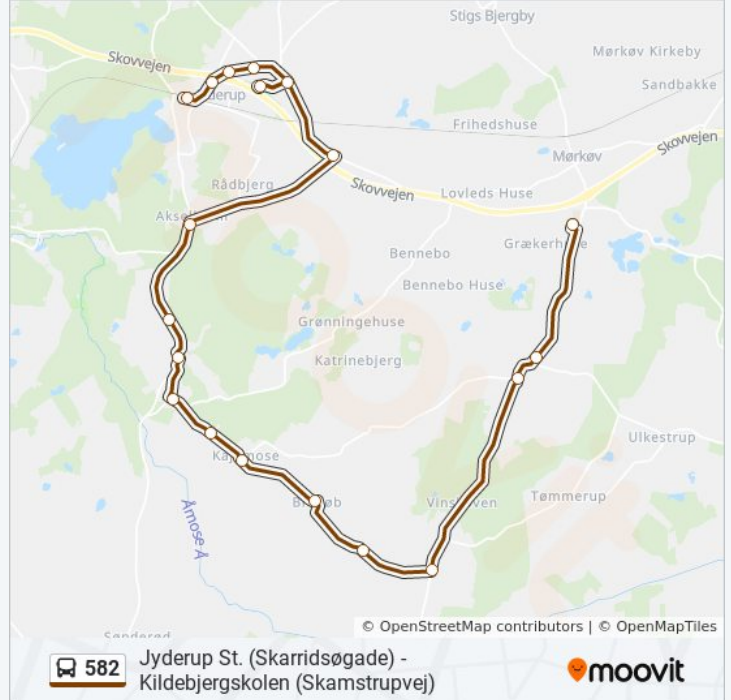 Stigs Bjergby
Skovvejen
Mørkøv Kirkeby
Sandbakke
Frihedshuse
Skovvejen
Mørkøv
Rådbjerg
Skovvejen
Lovleds Huse
Bennebo
Bennebo Huse
Grønningehuse
Katrinebjerg
Ulkestrup
Tømmerup
Åmose Å
© OpenStreetMap contributors | © OpenMapTiles
582
Jyderup St. (Skarridsøgade) -
Kildebjergskolen (Skamstrupvej)
moovit